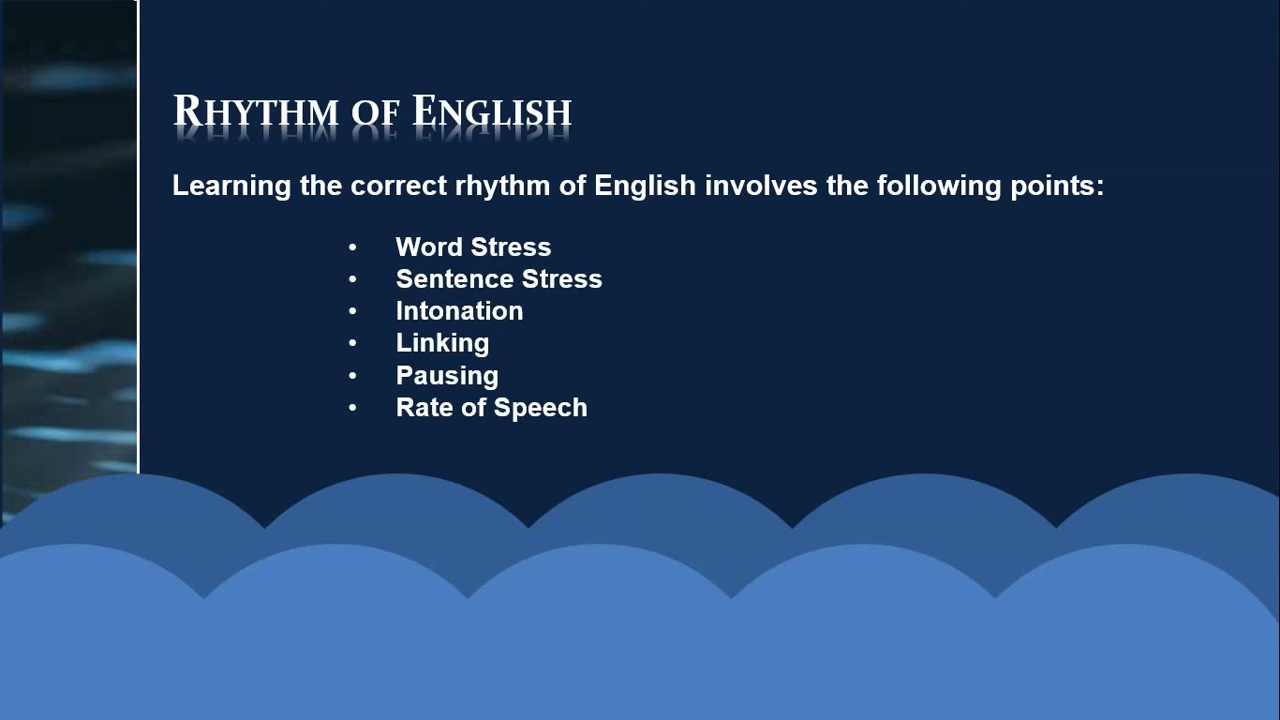 RHYTHM OF ENGLISH
Learning the correct rhythm of English involves the following points:
• Word Stress
• Sentence Stress
• Intonation
• Linking
• Pausing
• Rate of Speech